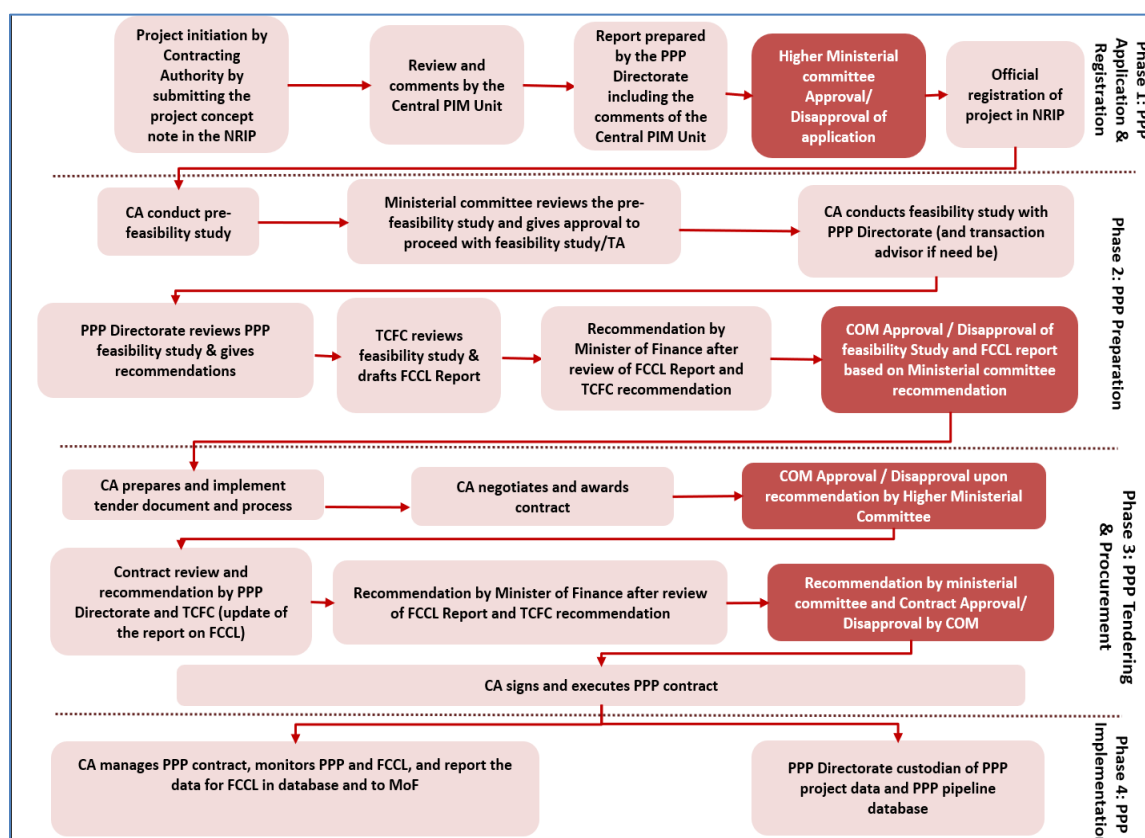 Project initiation by
Contracting
Authority by
submitting the
project concept
note in the NRIP
Review and
comments by the
Central PIM Unit
Report prepared
by the PPP
Directorate
including the
comments of the
Central PIM Unit
Higher Ministerial
committee
Approval/
Disapproval of
application
Official
registration of
project in NRIP
Phase 1: PPP
Application &
Registration
CA conduct pre-
feasibility study
Ministerial committee reviews the pre-
feasibility study and gives approval to
proceed with feasibility study/TA
CA conducts feasibility study with
PPP Directorate (and transaction
advisor if need be)
PPP Directorate reviews PPP
feasibility study & gives
recommendations
TCFC reviews
feasibility study &
drafts FCCL Report
Recommendation by
Minister of Finance after
review of FCCL Report and
TCFC recommendation
COM Approval / Disapproval of
feasibility Study and FCCL report
based on Ministerial committee
recommendation
Phase 2: PPP Preparation
CA prepares and implement
tender document and process
CA negotiates and awards
contract
COM Approval / Disapproval upon
recommendation by Higher Ministerial
Committee
Contract review and
recommendation by PPP
Directorate and TCFC (update of
the report on FCCL)
Recommendation by Minister of Finance after review
of FCCL Report and TCFC recommendation
Recommendation by ministerial
committee and Contract Approval/
Disapproval by COM
CA signs and executes PPP contract
Phase 3: PPP Tendering
& Procurement
CA manages PPP contract, monitors PPP and FCCL, and report the
data for FCCL in database and to MoF
PPP Directorate custodian of PPP
project data and PPP pipeline
database
Phase 4: PPP
Implementation